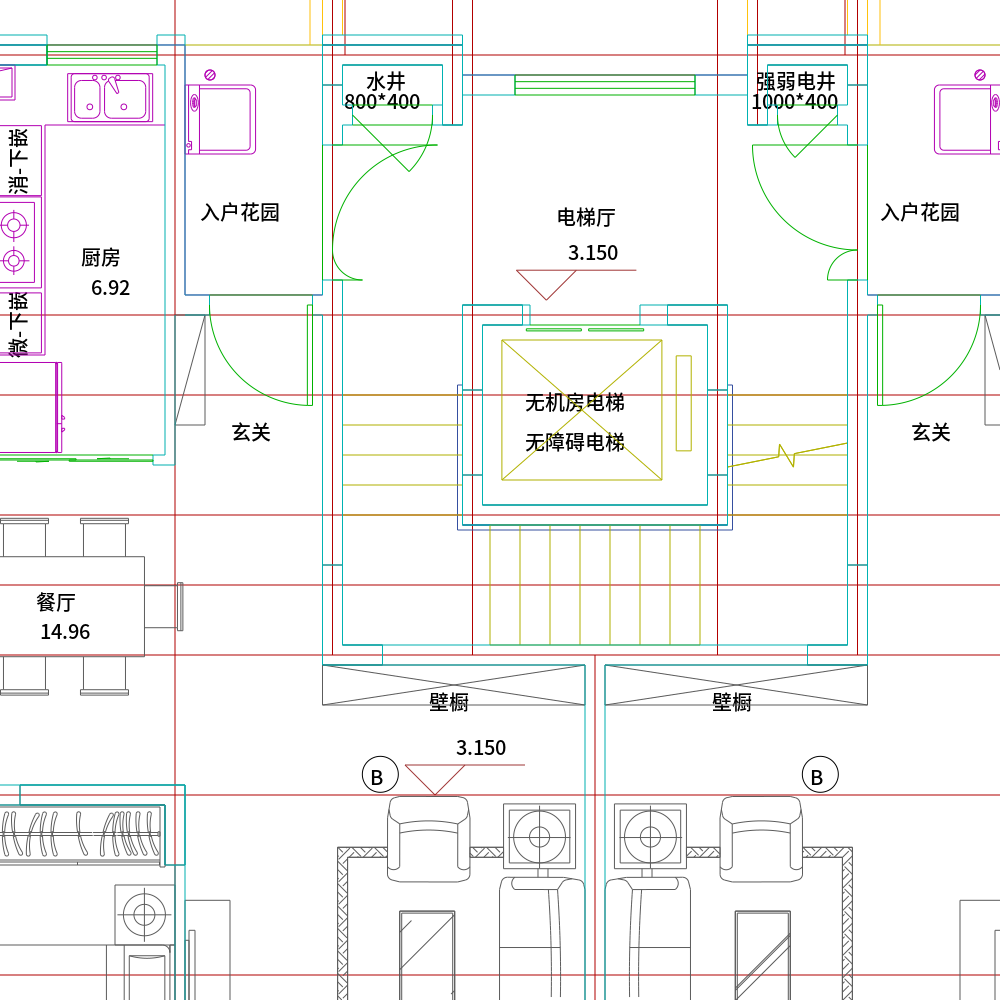 水井
800*400
强弱电井
1000*400
消-下嵌
入户花园
电梯厅
入户花园
3.150
厨房
6.92
微-下嵌
无机房电梯
无障碍电梯
玄关
玄关
餐厅
14.96
壁橱
壁橱
3.150
B
B